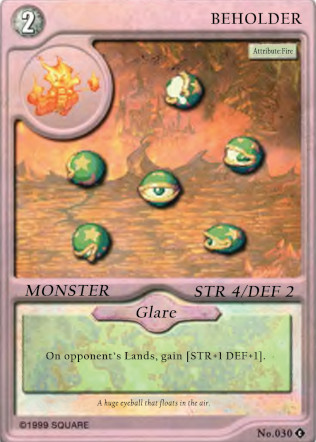 2
BEHOLDER
Attribute:Fire
MONSTER
STR 4/DEF 2
Glare
On opponent's Lands, gain [STR+1 DEF+1].
A huge eyeball that floats in the air.
©1999 SQUARE
No.030